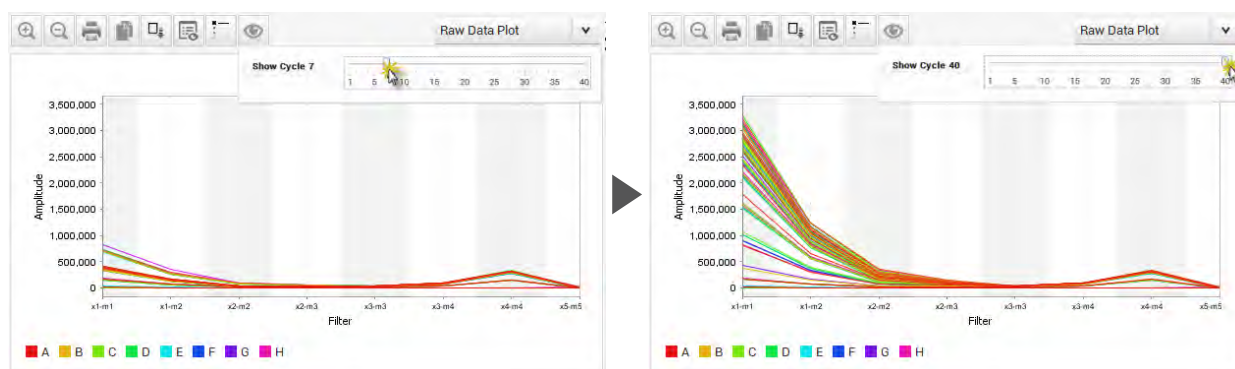 Raw Data Plot
Show Cycle 7
1 5 10 15 20 25 30 35 40
3,500,000
3,000,000
2,500,000
2,000,000
1,500,000
1,000,000
500,000
0
Amplitude
x1-m1 x1-m2 x2-m2 x2-m3 x3-m3 x3-m4 x4-m4 x5-m5
Filter
A B C D E F G H
Raw Data Plot
Show Cycle 40
1 5 10 15 20 25 30 35 40
3,500,000
3,000,000
2,500,000
2,000,000
1,500,000
1,000,000
500,000
0
Amplitude
x1-m1 x1-m2 x2-m2 x2-m3 x3-m3 x3-m4 x4-m4 x5-m5
Filter
A B C D E F G H